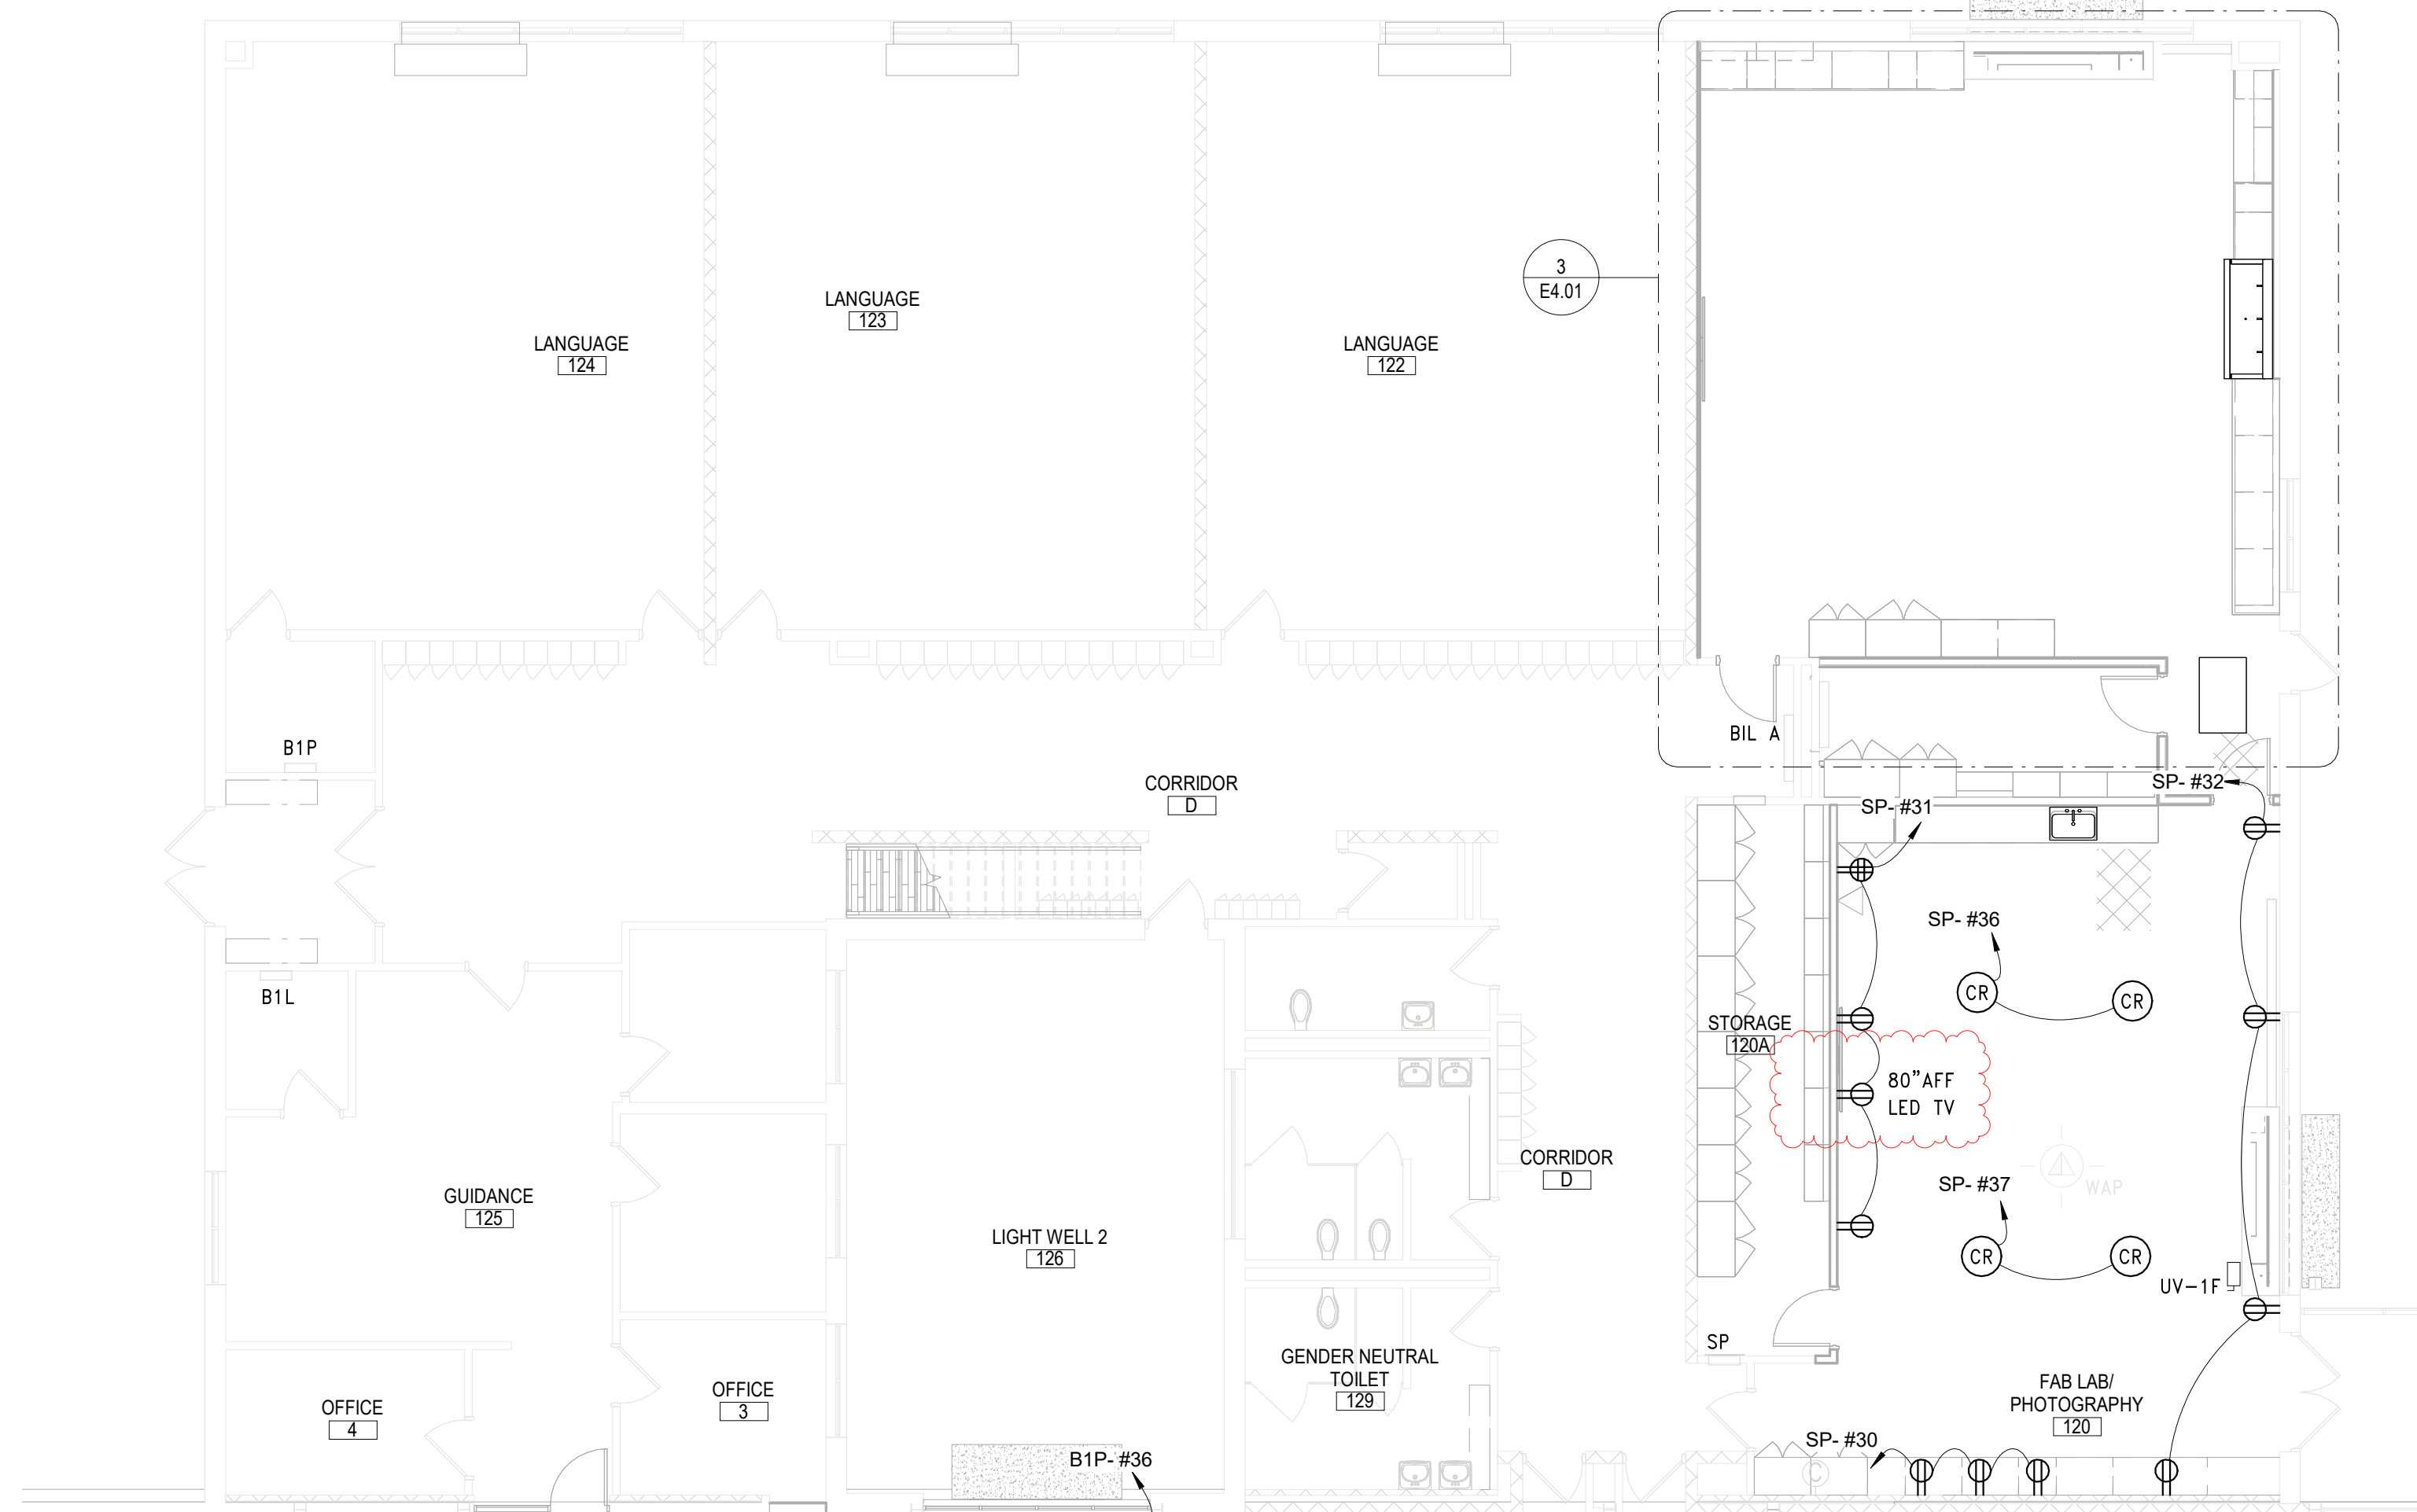 3
E4.01
LANGUAGE
123
LANGUAGE
124
LANGUAGE
122
BIL A
B1P
CORRIDOR
D
SP- #32
SP- #31
SP- #36
B1L
CR
CR
STORAGE
120A
80”AFF
LED TV
CORRIDOR
D
SP- #37
WAP
GUIDANCE
125
LIGHT WELL 2
126
CR
CR
UV-1F
SP
GENDER NEUTRAL
TOILET
129
OFFICE
3
FAB LAB/
PHOTOGRAPHY
120
OFFICE
4
SP- #30
B1P- #36
C